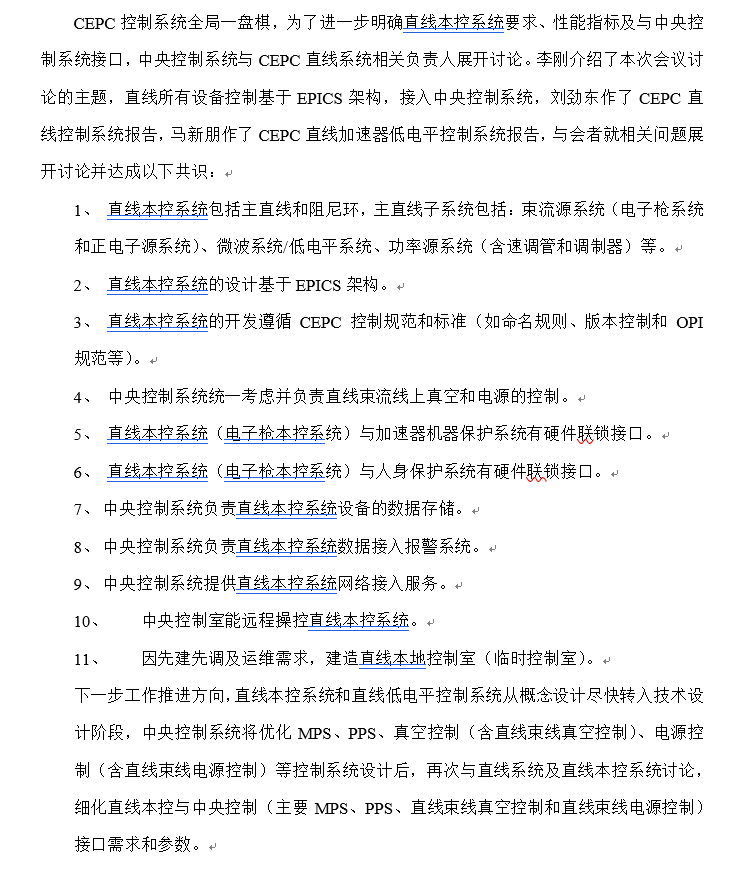 CEPC 控制系统全局一盘棋，为了进一步明确直线本控系统要求、性能指标及与中央控
制系统接口，中央控制系统与 CEPC 直线系统相关负责人展开讨论。李刚介绍了本次会议讨
论的主题，直线所有设备控制基于 EPICS 架构，接入中央控制系统，刘劲东作了 CEPC 直
线控制系统报告，马新朋作了 CEPC 直线加速器低电平控制系统报告，与会者就相关问题展
开讨论并达成以下共识：
1、 直线本控系统包括主直线和阻尼环，主直线子系统包括：束流源系统（电子枪系统
和正电子源系统）、微波系统/低电平系统、功率源系统（含速调管和调制器）等。
2、 直线本控系统的设计基于 EPICS 架构。
3、 直线本控系统的开发遵循 CEPC 控制规范和标准（如命名规则、版本控制和 OPI
规范等）。
4、 中央控制系统统一考虑并负责直线束流线上真空和电源的控制。
5、 直线本控系统（电子枪本控系统）与加速器机器保护系统有硬件联锁接口。
6、 直线本控系统（电子枪本控系统）与人身保护系统有硬件联锁接口。
7、 中央控制系统负责直线本控系统设备的数据存储。
8、 中央控制系统负责直线本控系统数据接入报警系统。
9、 中央控制系统提供直线本控系统网络接入服务。
10、 中央控制室能远程操控直线本控系统。
11、 因先建先调及运维需求，建造直线本地控制室（临时控制室）。
下一步工作推进方向，直线本控系统和直线低电平控制系统从概念设计尽快转入技术设
计阶段，中央控制系统将优化 MPS、PPS、真空控制（含直线束线真空控制）、电源控
制（含直线束线电源控制）等控制系统设计后，再次与直线系统及直线本控系统讨论，
细化直线本控与中央控制（主要 MPS、PPS、直线束线真空控制和直线束线电源控制）
接口需求和参数。